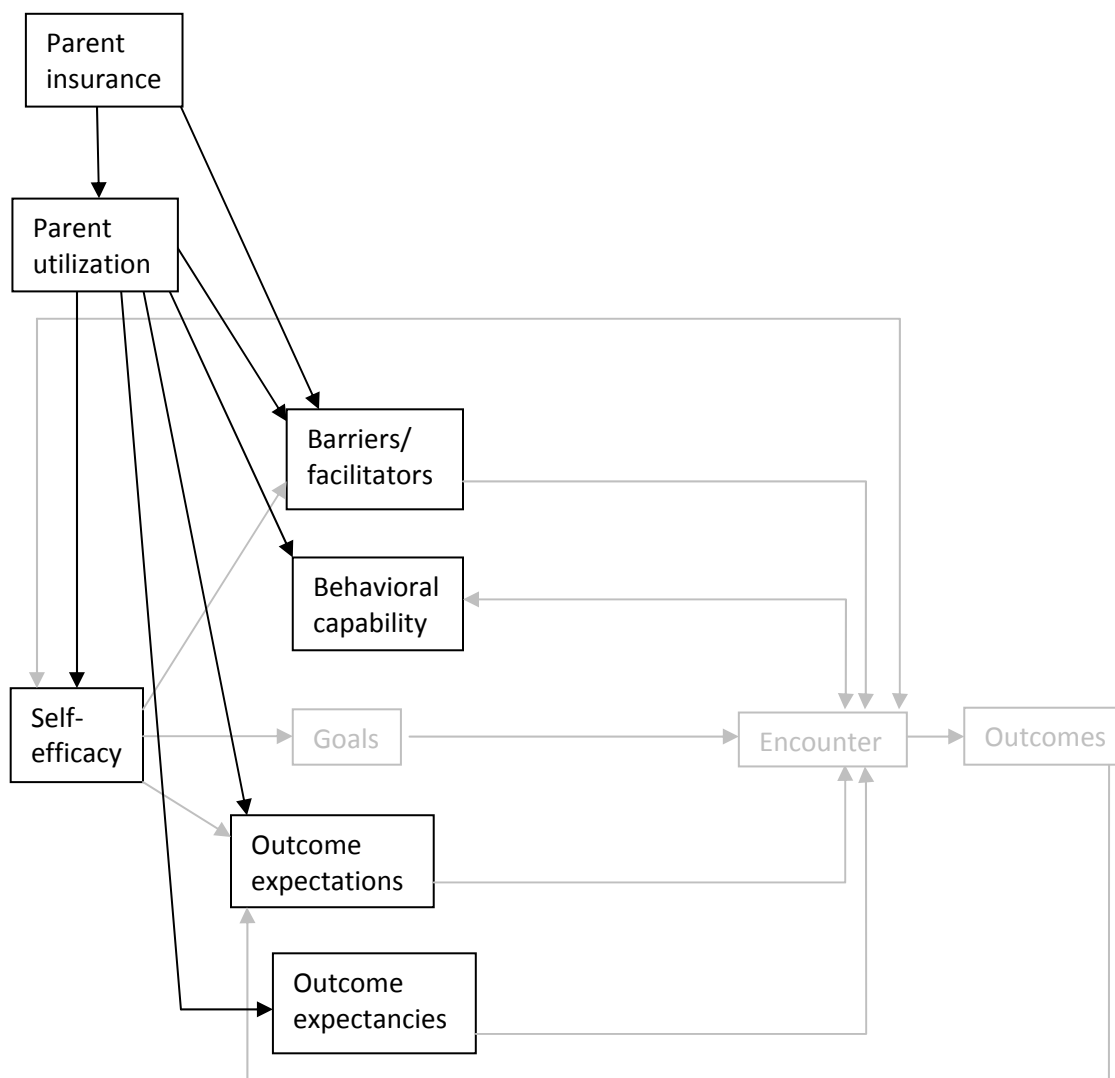 Parent
insurance
Parent
utilization
Barriers/
facilitators
Behavioral
capability
Self-
efficacy
Goals
Encounter
Outcomes
Outcome
expectations
Outcome
expectancies